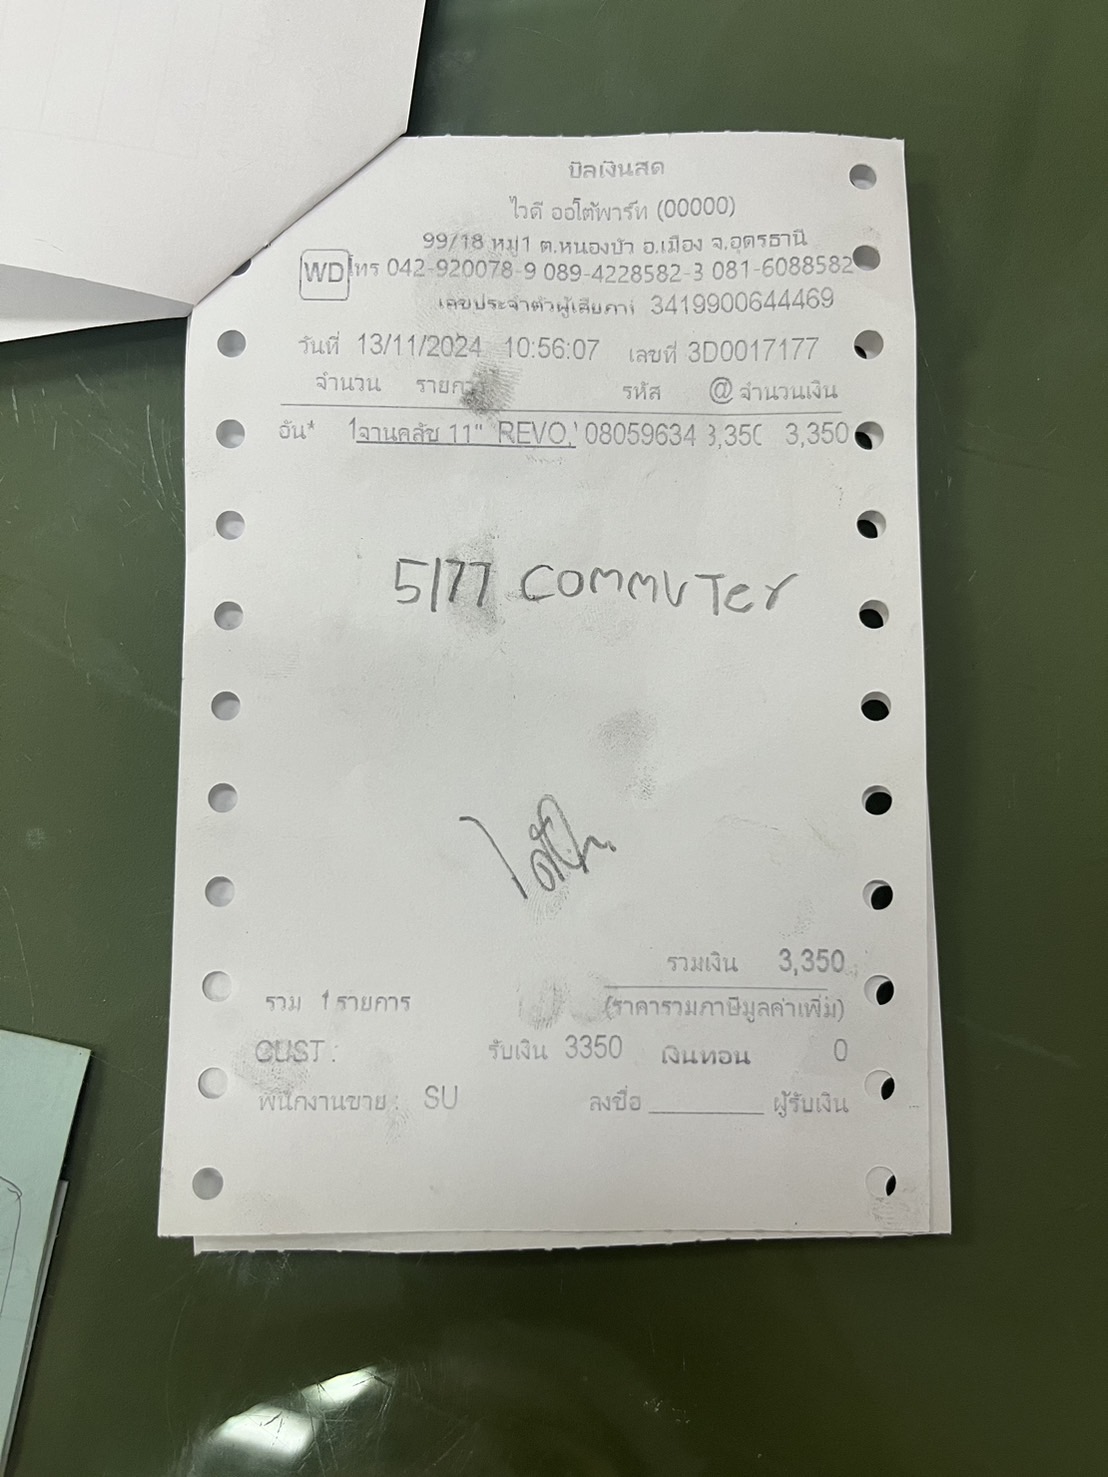 บิลเงินสด
ไวดี ออโต้พาร์ท (00000)
99/18 หมู่1 ต.หนองบัว อ.เมือง จ.อุดรธานี
WD โทร 042-920078-9 089-4228582-3 081-6088582
เลขประจำตัวผู้เสียภาษี 3419900644469
วันที่ 13/11/2024 10:56:07 เลขที่ 3D0017177
จำนวน รายการ รหัส @ จำนวนเงิน
อัน* 1จานคลัช 11" REVO,' 08059634 3,350 3,350
5177 COMMUTer
รวมเงิน 3,350
รวม 1 รายการ (ราคารวมภาษีมูลค่าเพิ่ม)
CUST : รับเงิน 3350 เงินทอน 0
พนักงานขาย : SU ลงชื่อ ________ ผู้รับเงิน